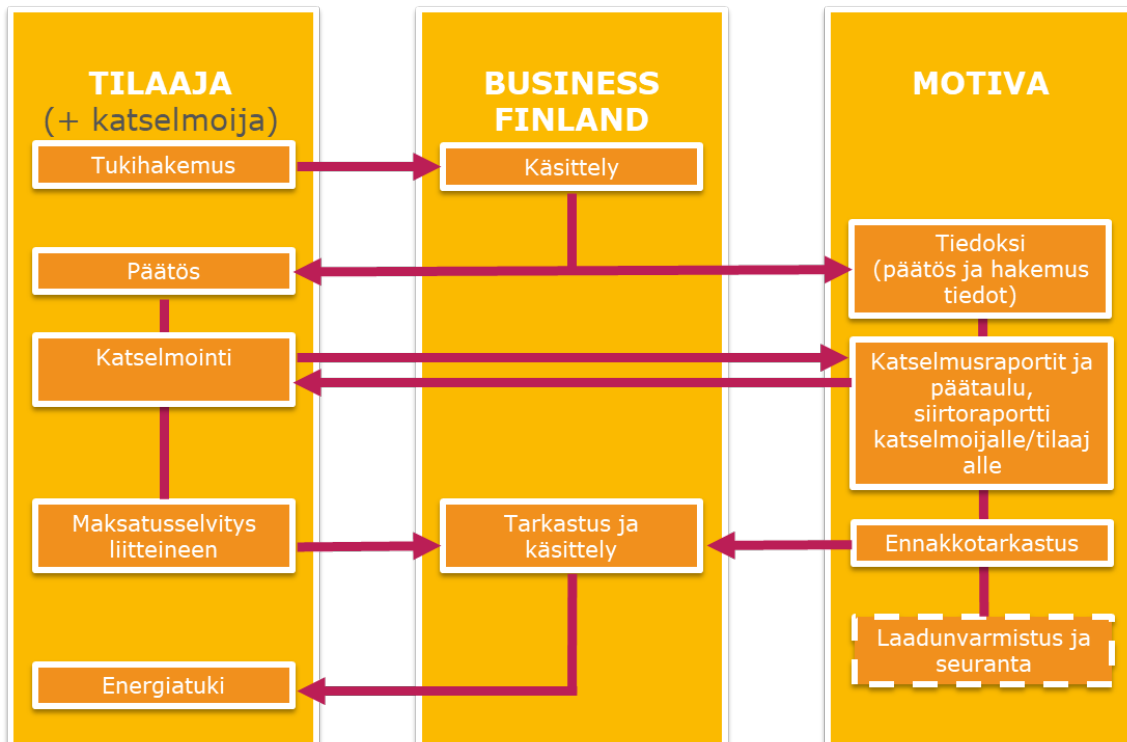 TILAAJA
(+ katselmoija)
Tukihakemus
Päätös
Katselmointi
Maksatusselvitys
liitteineen
Energiatuki
BUSINESS
FINLAND
Käsittely
Tarkastus ja
käsittely
MOTIVA
Tiedoksi
(päätös ja hakemus
tiedot)
Katselmusraportit ja
päätaulu,
siirtoraportti
katselmoijalle/tilaaj
alle
Ennakkotarkastus
Laadunvarmistus ja
seuranta